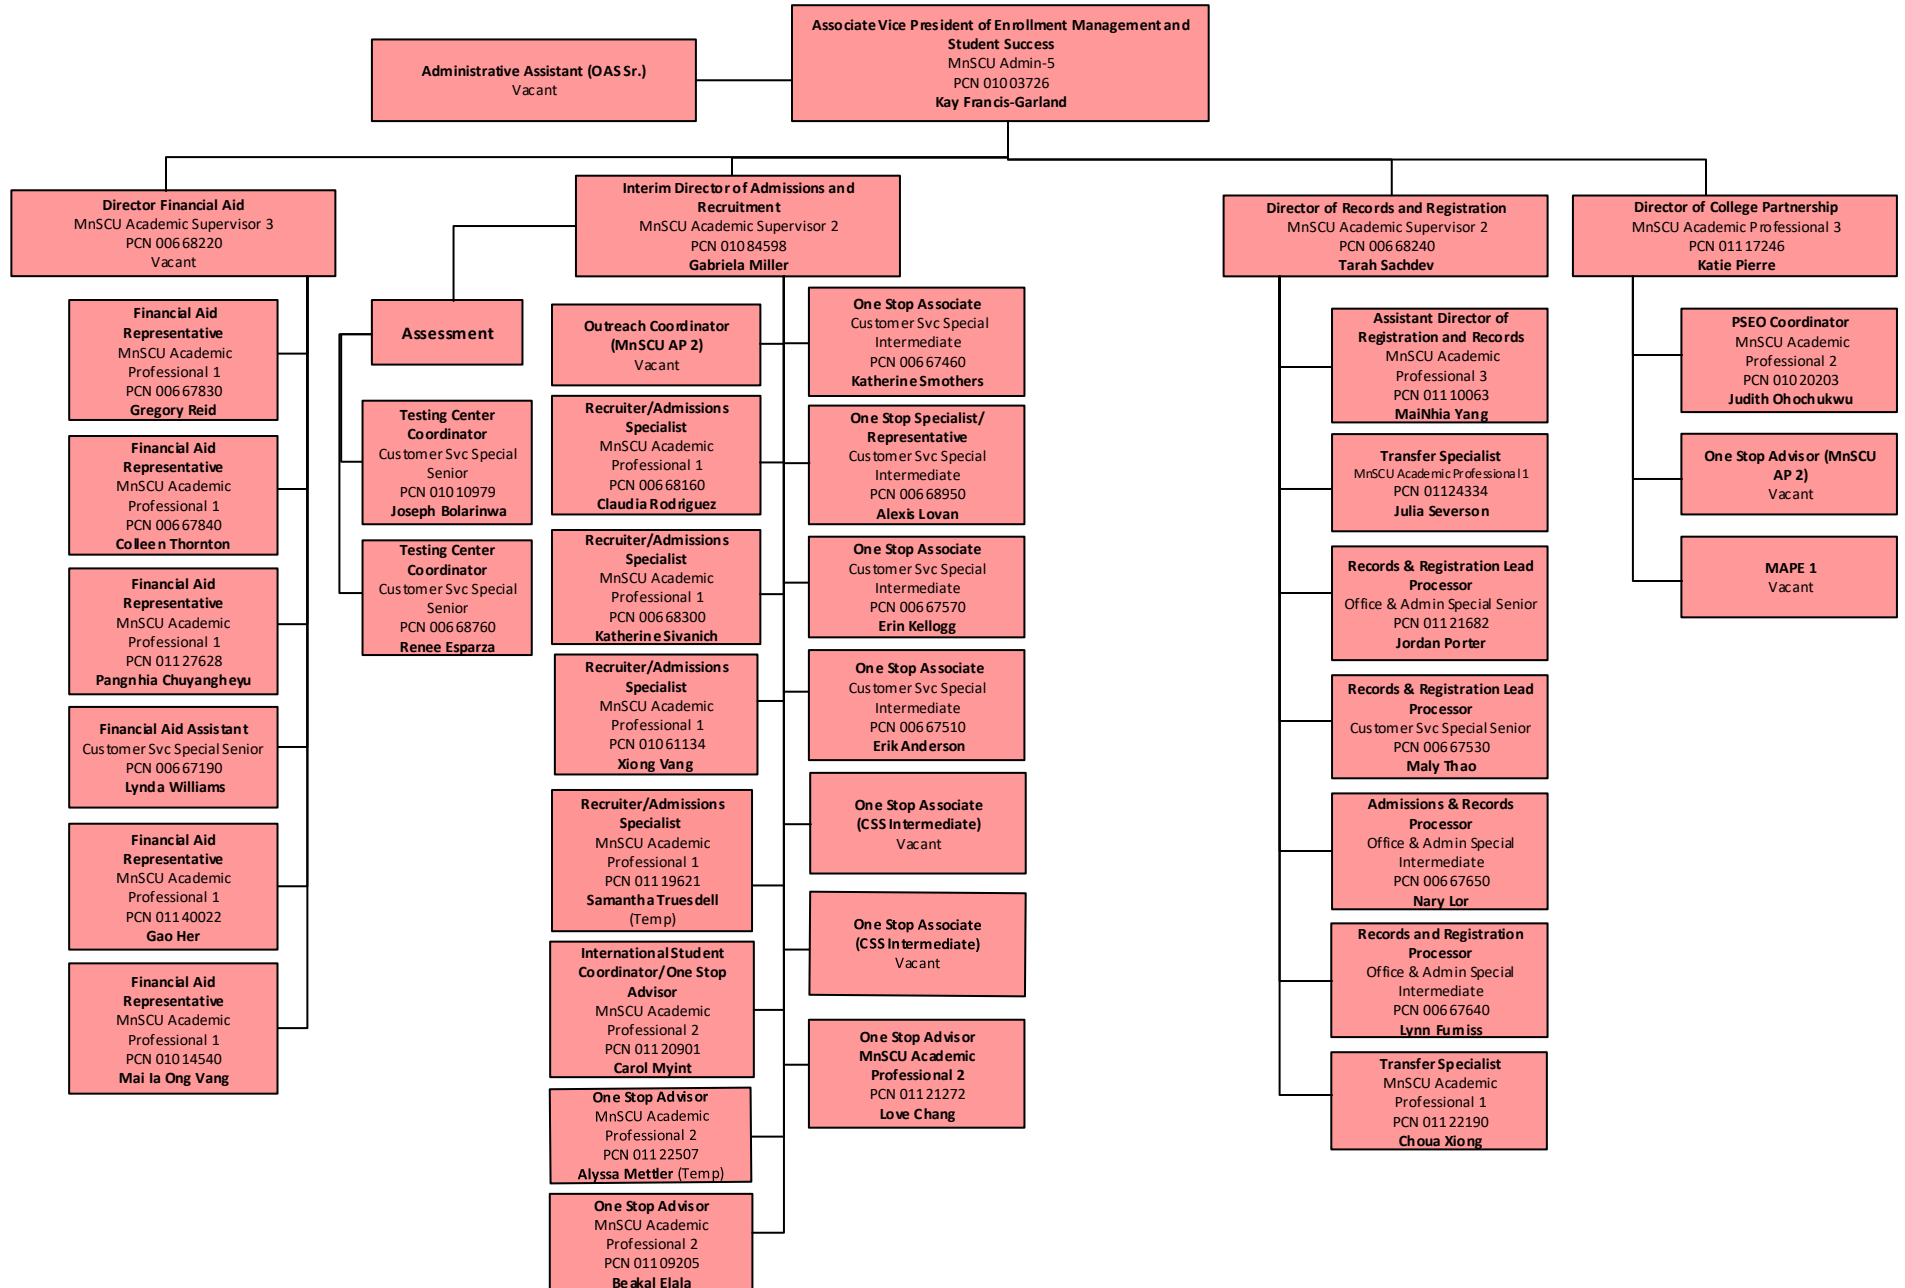 Associate Vice President of Enrollment Management and
Student Success
MnSCU Admin-5
PCN 01003726
Kay Francis-Garland
Administrative Assistant (OAS Sr.)
Vacant
Director Financial Aid
MnSCU Academic Supervisor 3
PCN 00668220
Vacant
Financial Aid
Representative
MnSCU Academic
Professional 1
PCN 00667830
Gregory Reid
Financial Aid
Representative
MnSCU Academic
Professional 1
PCN 00667840
Colleen Thornton
Financial Aid
Representative
MnSCU Academic
Professional 1
PCN 01127628
Pangnhia Chuyangheyu
Financial Aid Assistant
Customer Svc Special Senior
PCN 00667190
Lynda Williams
Financial Aid
Representative
MnSCU Academic
Professional 1
PCN 01140022
Gao Her
Financial Aid
Representative
MnSCU Academic
Professional 1
PCN 01014540
Mai Ia Ong Vang
Interim Director of Admissions and
Recruitment
MnSCU Academic Supervisor 2
PCN 01084598
Gabriela Miller
Assessment
Testing Center
Coordinator
Customer Svc Special
Senior
PCN 01010979
Joseph Bolarinwa
Testing Center
Coordinator
Customer Svc Special
Senior
PCN 00668760
Renee Esparza
Outreach Coordinator
(MnSCU AP 2)
Vacant
Recruiter/Admissions
Specialist
MnSCU Academic
Professional 1
PCN 00668160
Claudia Rodriguez
Recruiter/Admissions
Specialist
MnSCU Academic
Professional 1
PCN 00668300
Katherine Sivanich
Recruiter/Admissions
Specialist
MnSCU Academic
Professional 1
PCN 01061134
Xiong Vang
Recruiter/Admissions
Specialist
MnSCU Academic
Professional 1
PCN 01119621
Samantha Truesdell
(Temp)
International Student
Coordinator/One Stop
Advisor
MnSCU Academic
Professional 2
PCN 01120901
Carol Myint
One Stop Advisor
MnSCU Academic
Professional 2
PCN 01122507
Alyssa Mettler (Temp)
One Stop Advisor
MnSCU Academic
Professional 2
PCN 01109205
Beakal Elala
One Stop Associate
Customer Svc Special
Intermediate
PCN 00667460
Katherine Smothers
One Stop Specialist/
Representative
Customer Svc Special
Intermediate
PCN 00668950
Alexis Lovan
One Stop Associate
Customer Svc Special
Intermediate
PCN 00667570
Erin Kellogg
One Stop Associate
Customer Svc Special
Intermediate
PCN 00667510
Erik Anderson
One Stop Associate
(CSS Intermediate)
Vacant
One Stop Associate
(CSS Intermediate)
Vacant
One Stop Advisor
MnSCU Academic
Professional 2
PCN 01121272
Love Chang
Director of Records and Registration
MnSCU Academic Supervisor 2
PCN 00668240
Tarah Sachdev
Assistant Director of
Registration and Records
MnSCU Academic
Professional 3
PCN 01110063
MaiNhia Yang
Transfer Specialist
MnSCU Academic Professional 1
PCN 01124334
Julia Severson
Records & Registration Lead
Processor
Office & Admin Special Senior
PCN 01121682
Jordan Porter
Records & Registration Lead
Processor
Customer Svc Special Senior
PCN 00667530
Maly Thao
Admissions & Records
Processor
Office & Admin Special
Intermediate
PCN 00667650
Nary Lor
Records and Registration
Processor
Office & Admin Special
Intermediate
PCN 00667640
Lynn Furniss
Transfer Specialist
MnSCU Academic
Professional 1
PCN 01122190
Choua Xiong
Director of College Partnership
MnSCU Academic Professional 3
PCN 01117246
Katie Pierre
PSEO Coordinator
MnSCU Academic
Professional 2
PCN 01020203
Judith Ohochukwu
One Stop Advisor (MnSCU
AP 2)
Vacant
MAPE 1
Vacant